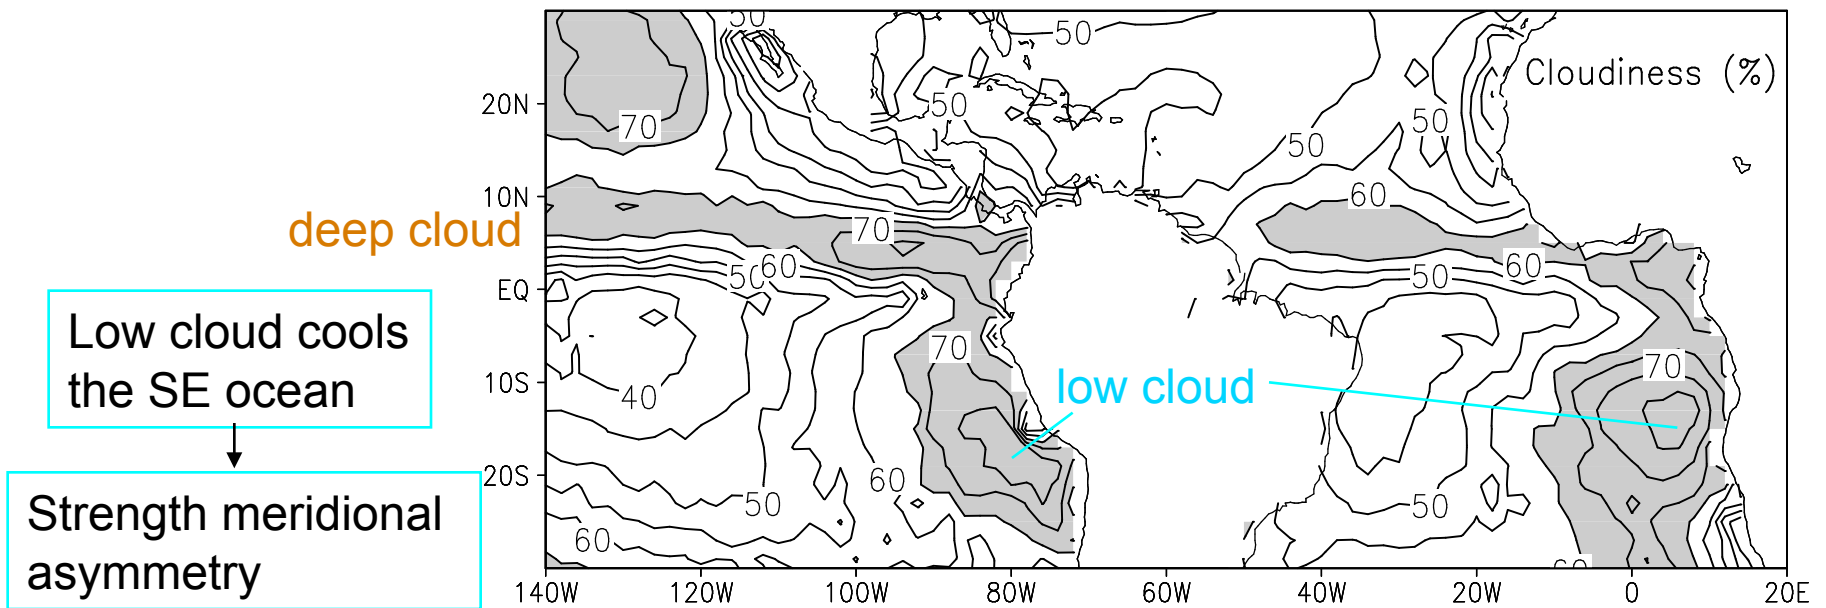 50
50
Cloudiness (%)
20N
50
50
70
50
10N
60
deep cloud
70
50
60
50
60
EQ
Low cloud cools
the SE ocean
70
70
low cloud
10S
40
20S
60
50
50
Strength meridional
asymmetry
60
60
140W 120W 100W 80W 60W 40W 20W 0 20E